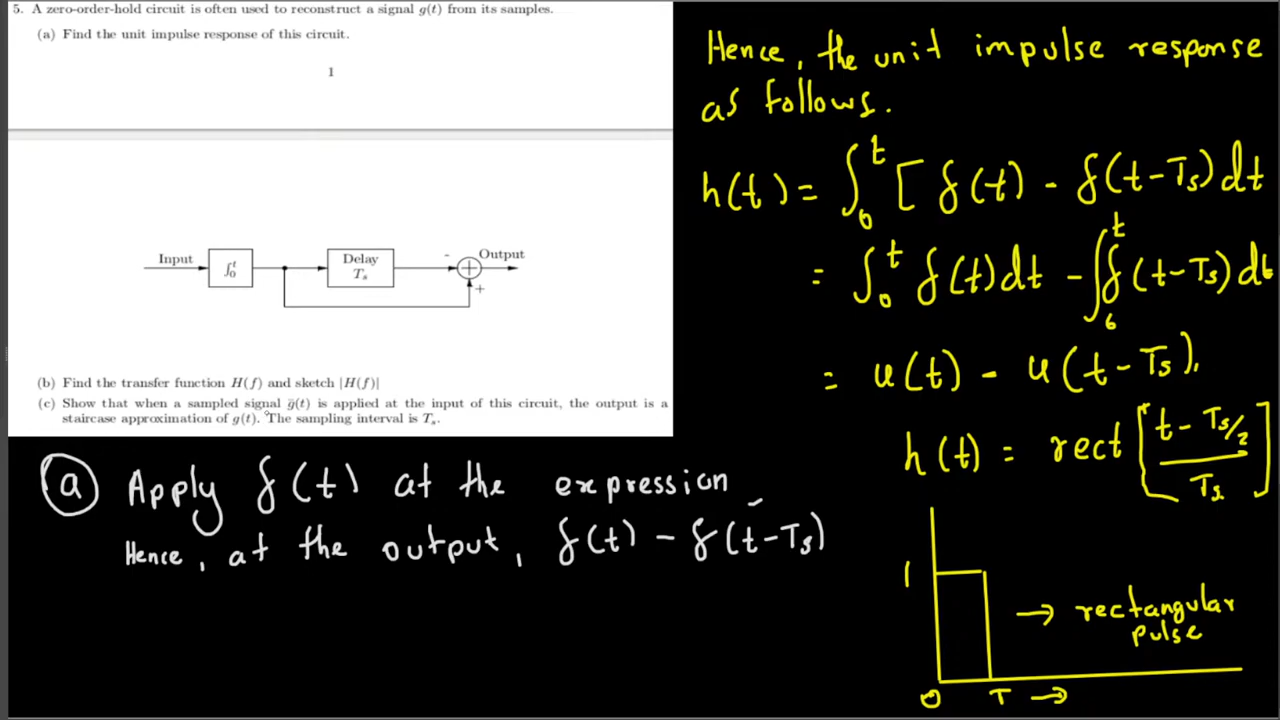 5. A zero-order-hold circuit is often used to reconstruct a signal g(t) from its samples.
(a) Find the unit impulse response of this circuit.
1
Input
∫₀ᵗ
Delay
Tₛ
-
Output
+
(b) Find the transfer function H(f) and sketch |H(f)|
(c) Show that when a sampled signal g̅(t) is applied at the input of this circuit, the output is a
staircase approximation of g(t). The sampling interval is Tₛ.
ⓐ Apply δ(t) at the expression
Hence, at the output, δ(t) - δ(t-Tₛ)
Hence, the unit impulse response
as follows.
h(t) = ∫₀ᵗ [ δ(t) - δ(t-Tₛ) dt
= ∫₀ᵗ δ(t)dt - ∫₀ᵗ δ(t-Tₛ) dt
= u(t) - u(t-Tₛ),
h(t) = rect [ (t - Tₛ/2) / Tₛ ]
1
→ rectangular
pulse
0 T →